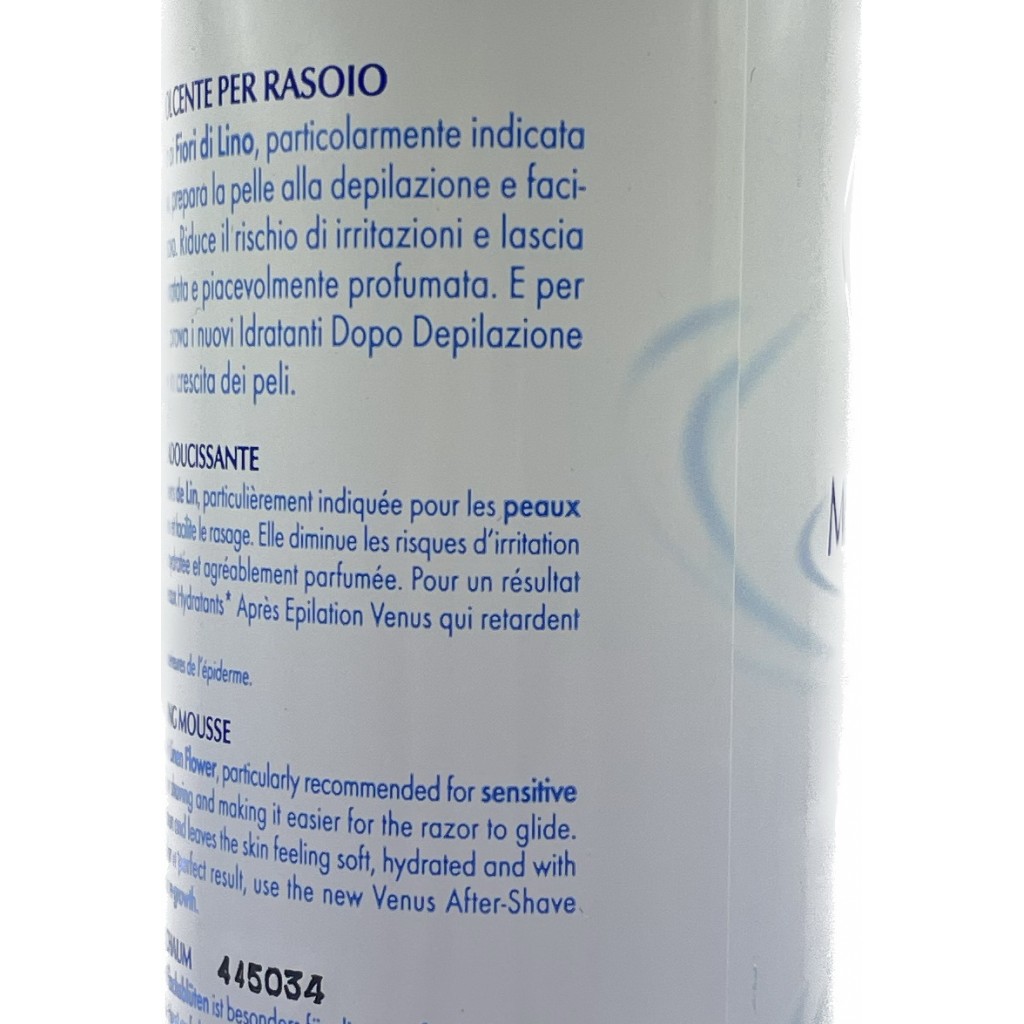 PER RASOIO
Fiori di Lino, particolarmente indicata
prepara la pelle alla depilazione e faci-
Riduce il rischio di irritazioni e lascia
e piacevolmente profumata. E per
i nuovi Idratanti Dopo Depilazione
crescita dei peli.
de Lin, particulièrement indiquée pour les peaux
et facilite le rasage. Elle diminue les risques d'irritation
et agréablement parfumée. Pour un résultat
Hydratants* Après Epilation Venus qui retardent
de l'épiderme.
MOUSSE
Linen Flower, particularly recommended for sensitive
shaving and making it easier for the razor to glide.
and leaves the skin feeling soft, hydrated and with
perfect result, use the new Venus After-Shave
445034
ist besonders